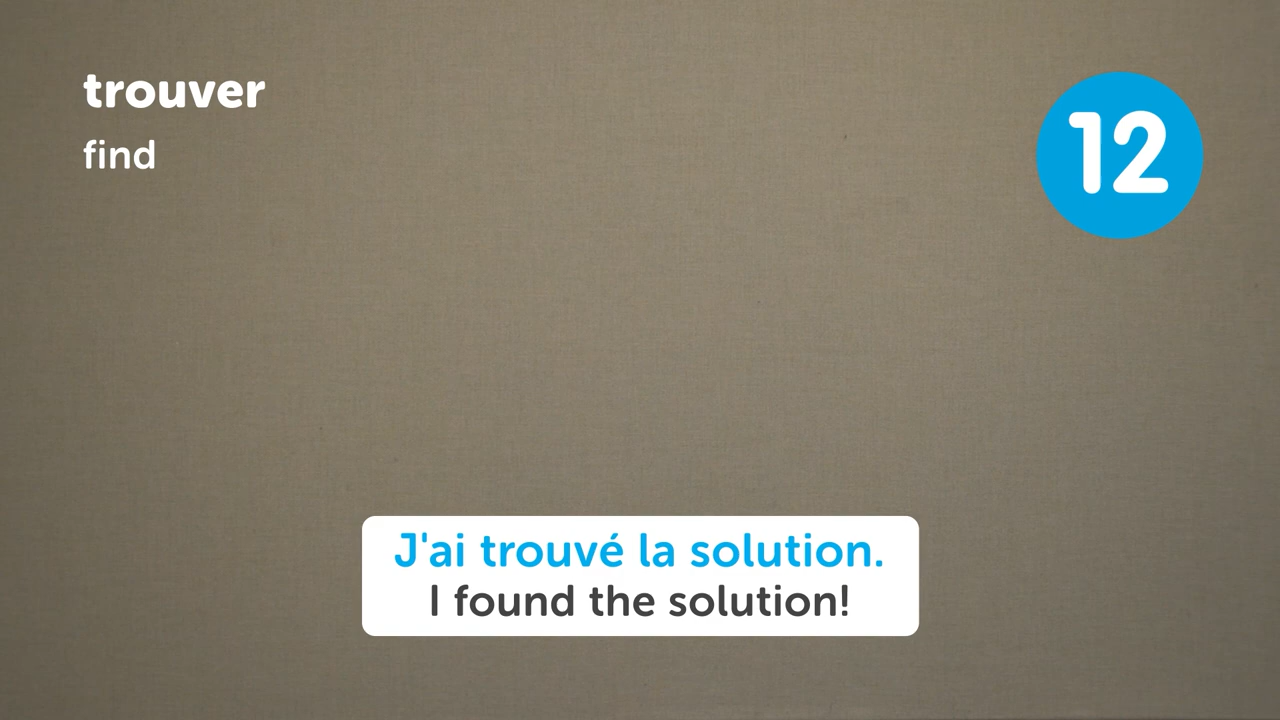 trouver
find
12
J'ai trouvé la solution.
I found the solution!